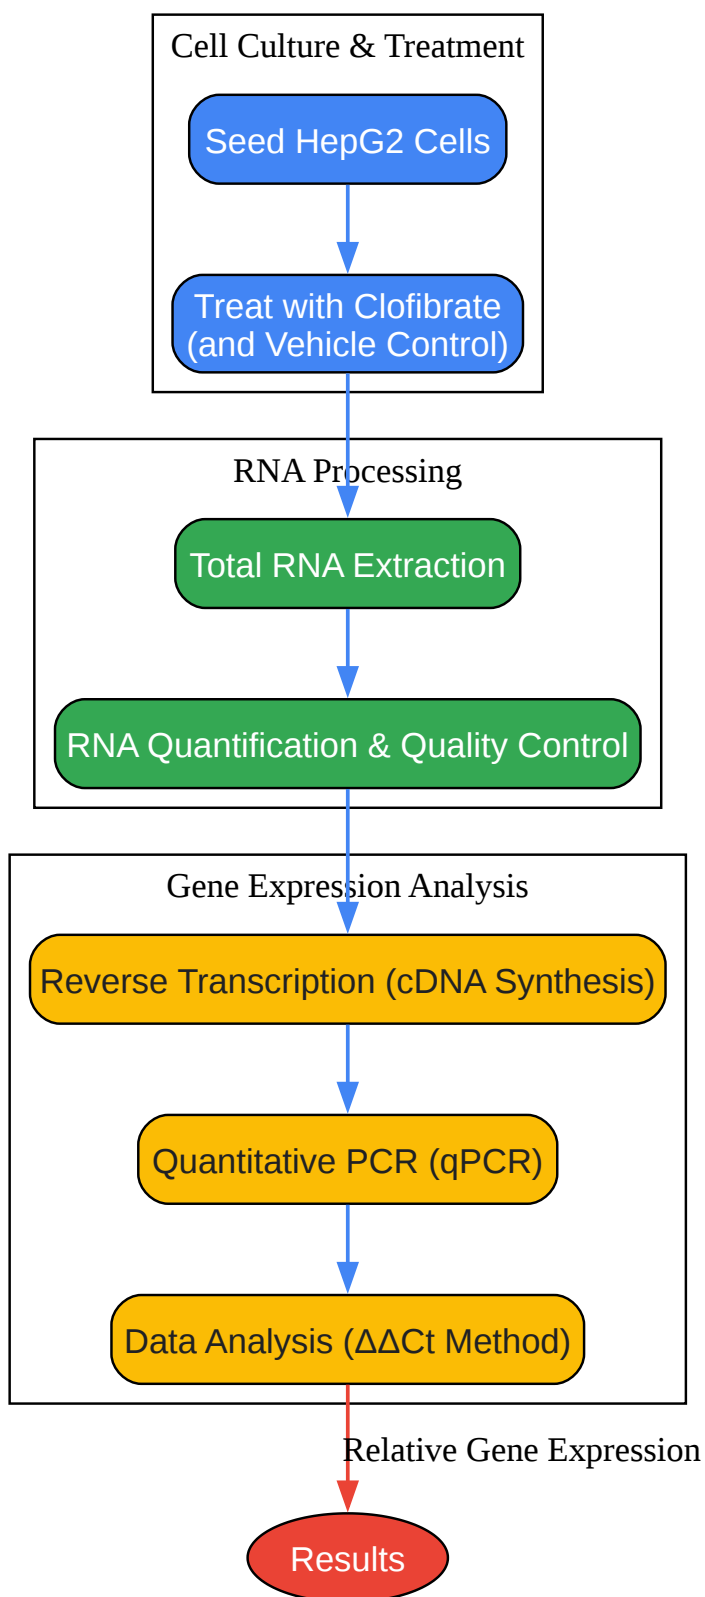 Cell Culture & Treatment
Seed HepG2 Cells
Treat with Clofibrate
(and Vehicle Control)
RNA Processing
Total RNA Extraction
RNA Quantification & Quality Control
Gene Expression Analysis
Reverse Transcription (cDNA Synthesis)
Quantitative PCR (qPCR)
Data Analysis (ΔΔCt Method)
Relative Gene Expression
Results